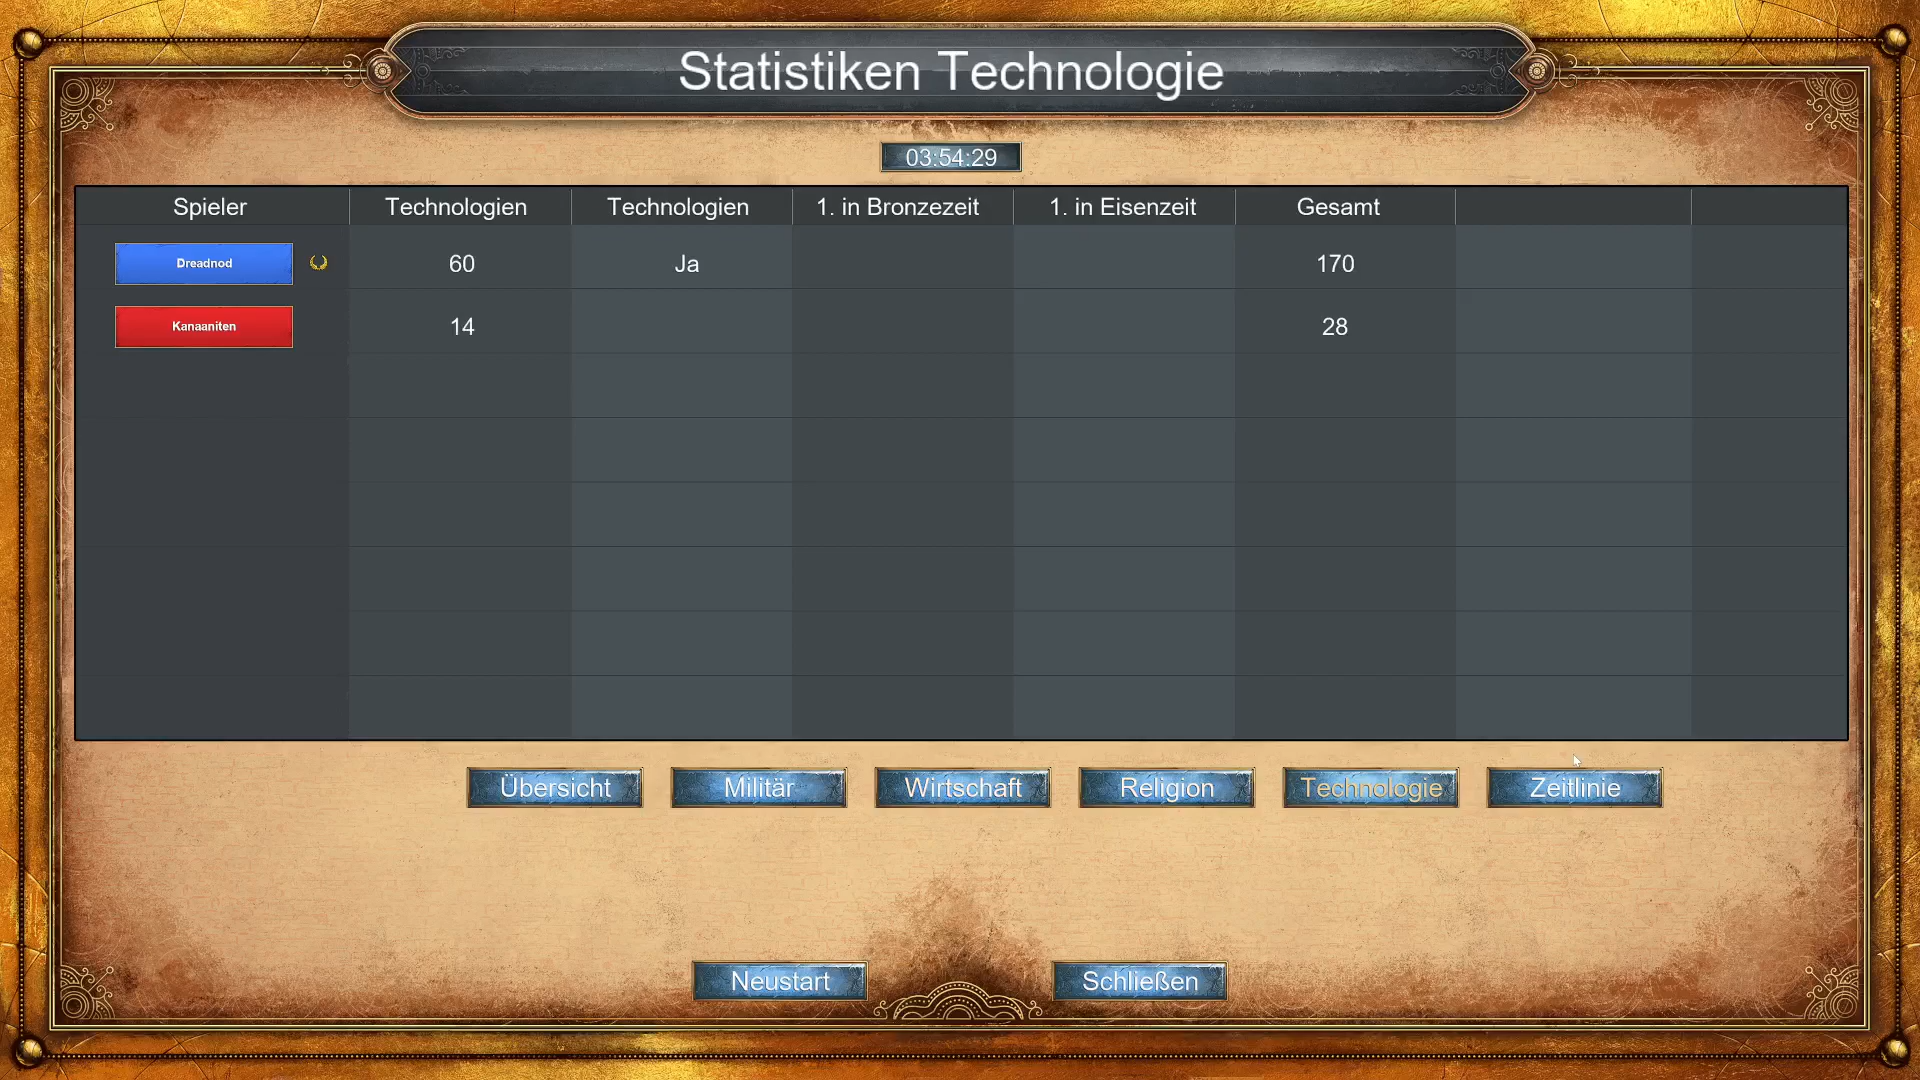 Statistiken Technologie
03:54:29
Spieler Technologien Technologien 1. in Bronzezeit 1. in Eisenzeit Gesamt
Dreadnod 60 Ja 170
Kanaaniten 14 28
Übersicht Militär Wirtschaft Religion Technologie Zeitlinie
Neustart Schließen